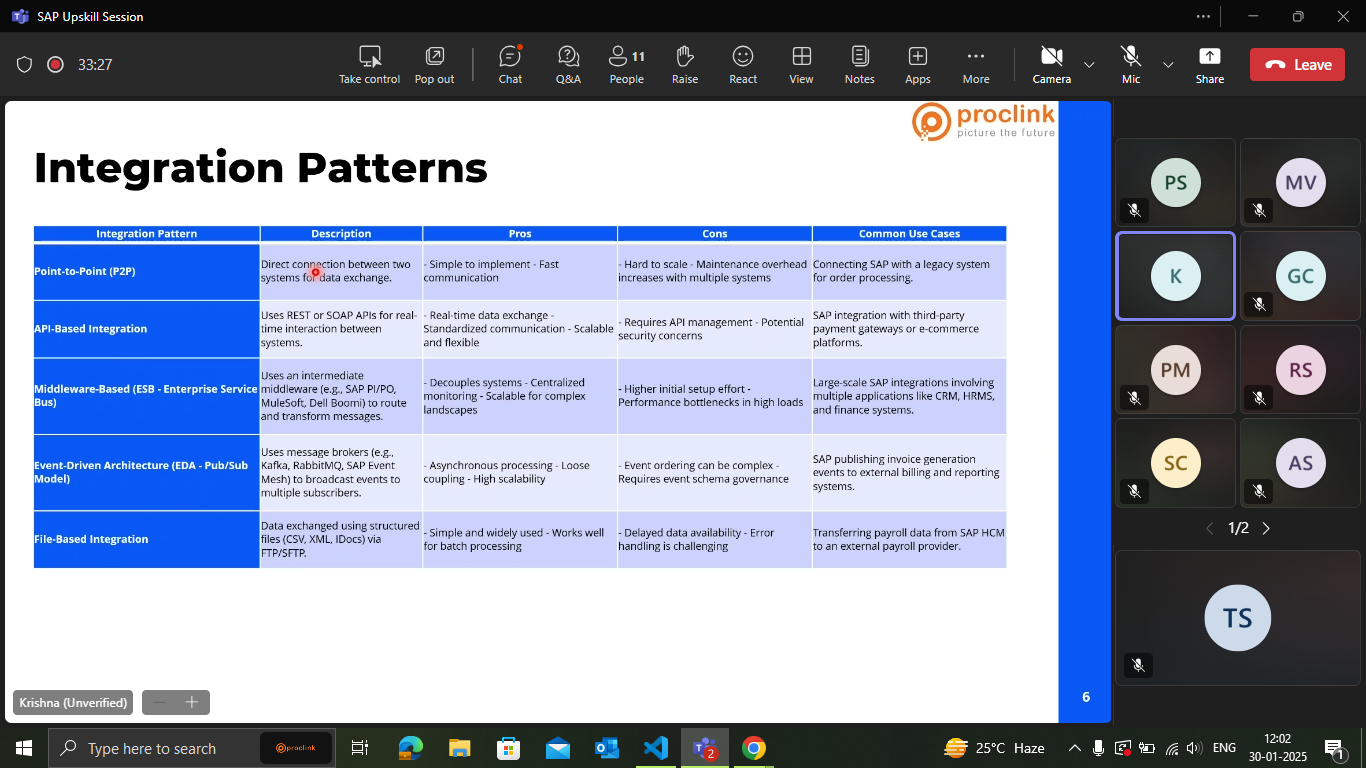 SAP Upskill Session
33:27
Take control
Pop out
Chat
Q&A
11
People
Raise
React
View
Notes
Apps
More
Camera
Mic
Share
Leave
proclink
picture the future
Integration Patterns
Integration Pattern
Description
Pros
Cons
Common Use Cases
Point-to-Point (P2P)
Direct connection between two
systems for data exchange.
- Simple to implement - Fast
communication
- Hard to scale - Maintenance overhead
increases with multiple systems
Connecting SAP with a legacy system
for order processing.
API-Based Integration
Uses REST or SOAP APIs for real-
time interaction between
systems.
- Real-time data exchange -
Standardized communication - Scalable
and flexible
- Requires API management - Potential
security concerns
SAP integration with third-party
payment gateways or e-commerce
platforms.
Middleware-Based (ESB - Enterprise Service
Bus)
Uses an intermediate
middleware (e.g., SAP PI/PO,
MuleSoft, Dell Boomi) to route
and transform messages.
- Decouples systems - Centralized
monitoring - Scalable for complex
landscapes
- Higher initial setup effort -
Performance bottlenecks in high loads
Large-scale SAP integrations involving
multiple applications like CRM, HRMS,
and finance systems.
Event-Driven Architecture (EDA - Pub/Sub
Model)
Uses message brokers (e.g.,
Kafka, RabbitMQ, SAP Event
Mesh) to broadcast events to
multiple subscribers.
- Asynchronous processing - Loose
coupling - High scalability
- Event ordering can be complex -
Requires event schema governance
SAP publishing invoice generation
events to external billing and reporting
systems.
File-Based Integration
Data exchanged using structured
files (CSV, XML, IDocs) via
FTP/SFTP.
- Simple and widely used - Works well
for batch processing
- Delayed data availability - Error
handling is challenging
Transferring payroll data from SAP HCM
to an external payroll provider.
6
Krishna (Unverified)
PS
MV
K
GC
PM
RS
SC
AS
1/2
TS
Type here to search
proclink
2
25°C Haze
ENG
12:02
30-01-2025
1